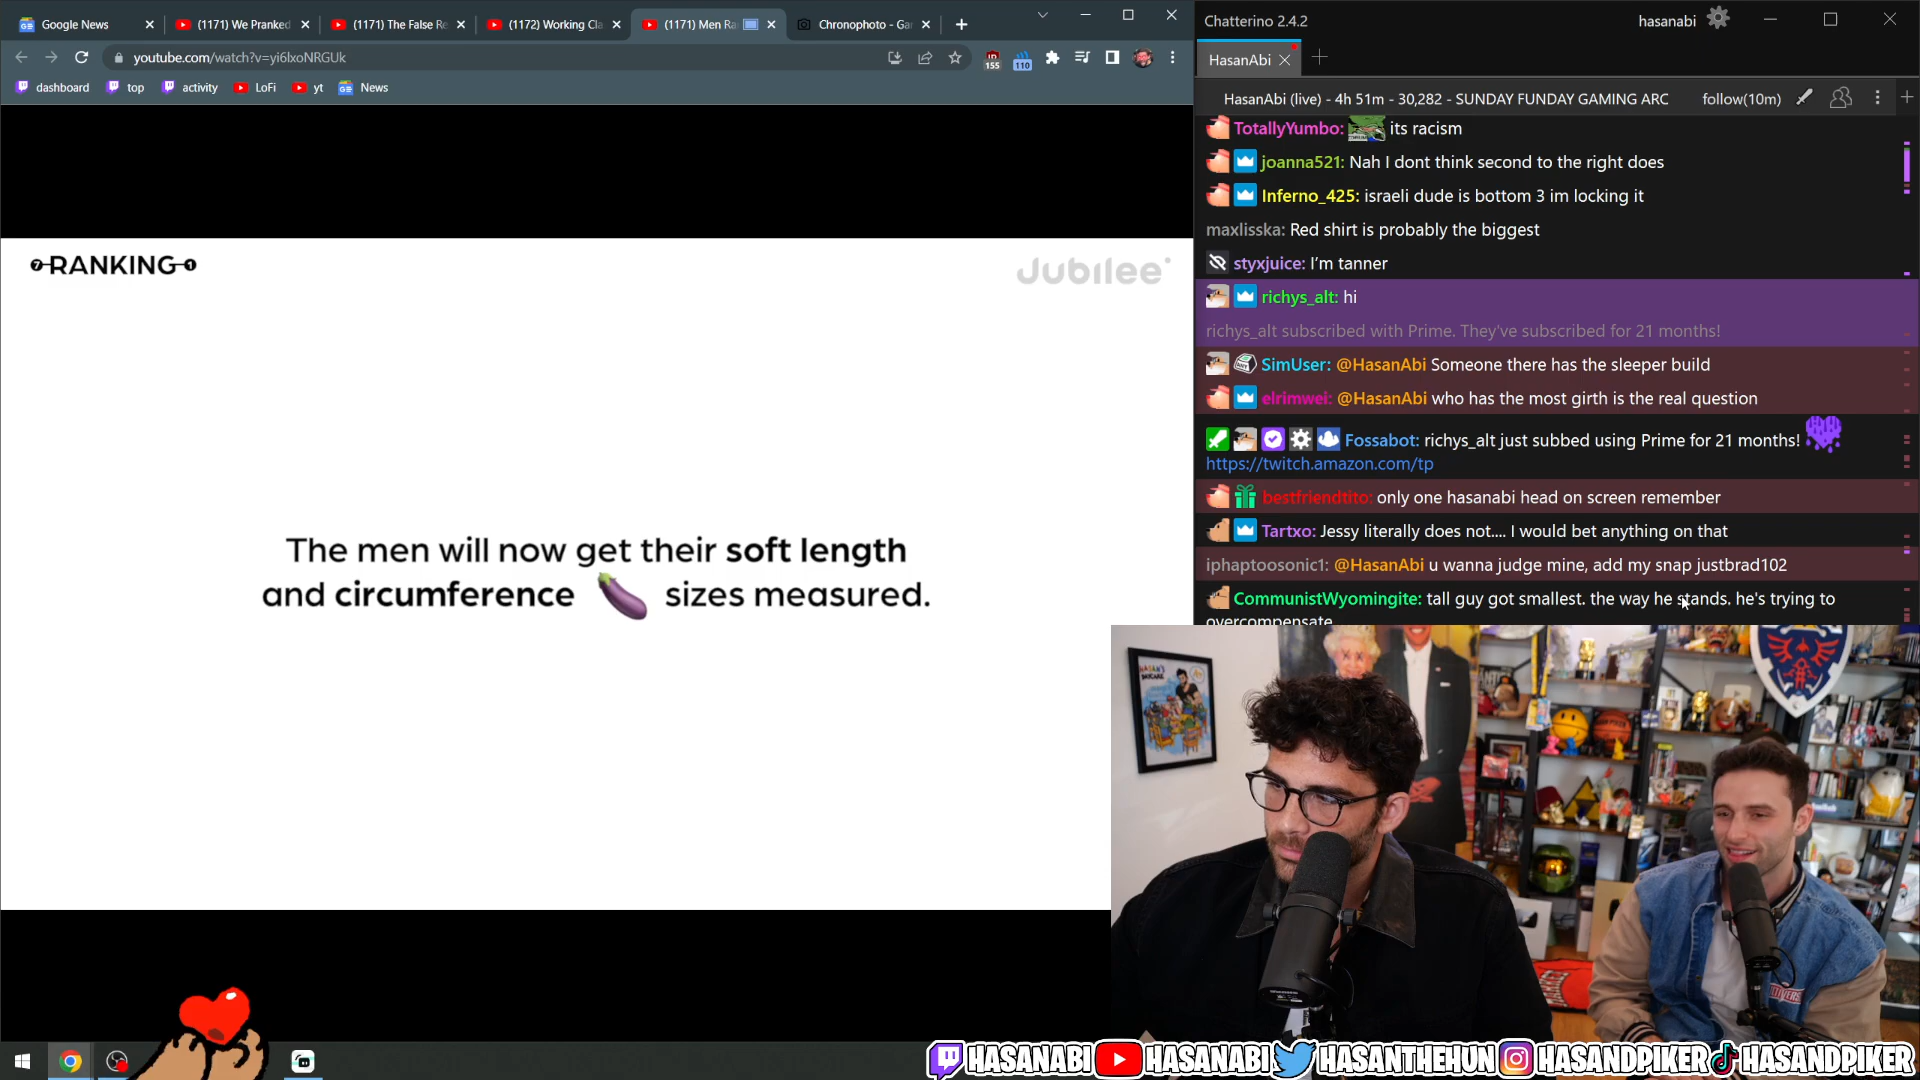 Google News
(1171) We Pranked
(1171) The False Re
(1172) Working Cla
(1171) Men Ra
Chronophoto - Ga
youtube.com/watch?v=yi6lxoNRGUk
155
110
dashboard
top
activity
LoFi
yt
News
RANKING
Jubilee
The men will now get their soft length
and circumference 🍆 sizes measured.
Chatterino 2.4.2
hasanabi
HasanAbi
HasanAbi (live) - 4h 51m - 30,282 - SUNDAY FUNDAY GAMING ARC
follow(10m)
TotallyYumbo: its racism
joanna521: Nah I dont think second to the right does
Inferno_425: israeli dude is bottom 3 im locking it
maxlisska: Red shirt is probably the biggest
styxjuice: I'm tanner
richys_alt: hi
richys_alt subscribed with Prime. They've subscribed for 21 months!
SimUser: @HasanAbi Someone there has the sleeper build
elrimwei: @HasanAbi who has the most girth is the real question
Fossabot: richys_alt just subbed using Prime for 21 months!
https://twitch.amazon.com/tp
bestfriendtito: only one hasanabi head on screen remember
Tartxo: Jessy literally does not.... I would bet anything on that
iphaptoosonic1: @HasanAbi u wanna judge mine, add my snap justbrad102
CommunistWyomingite: tall guy got smallest. the way he stands. he's trying to
overcompensate
HASANABI HASANABI HASANTHEHUN HASANDPIKER HASANDPIKER